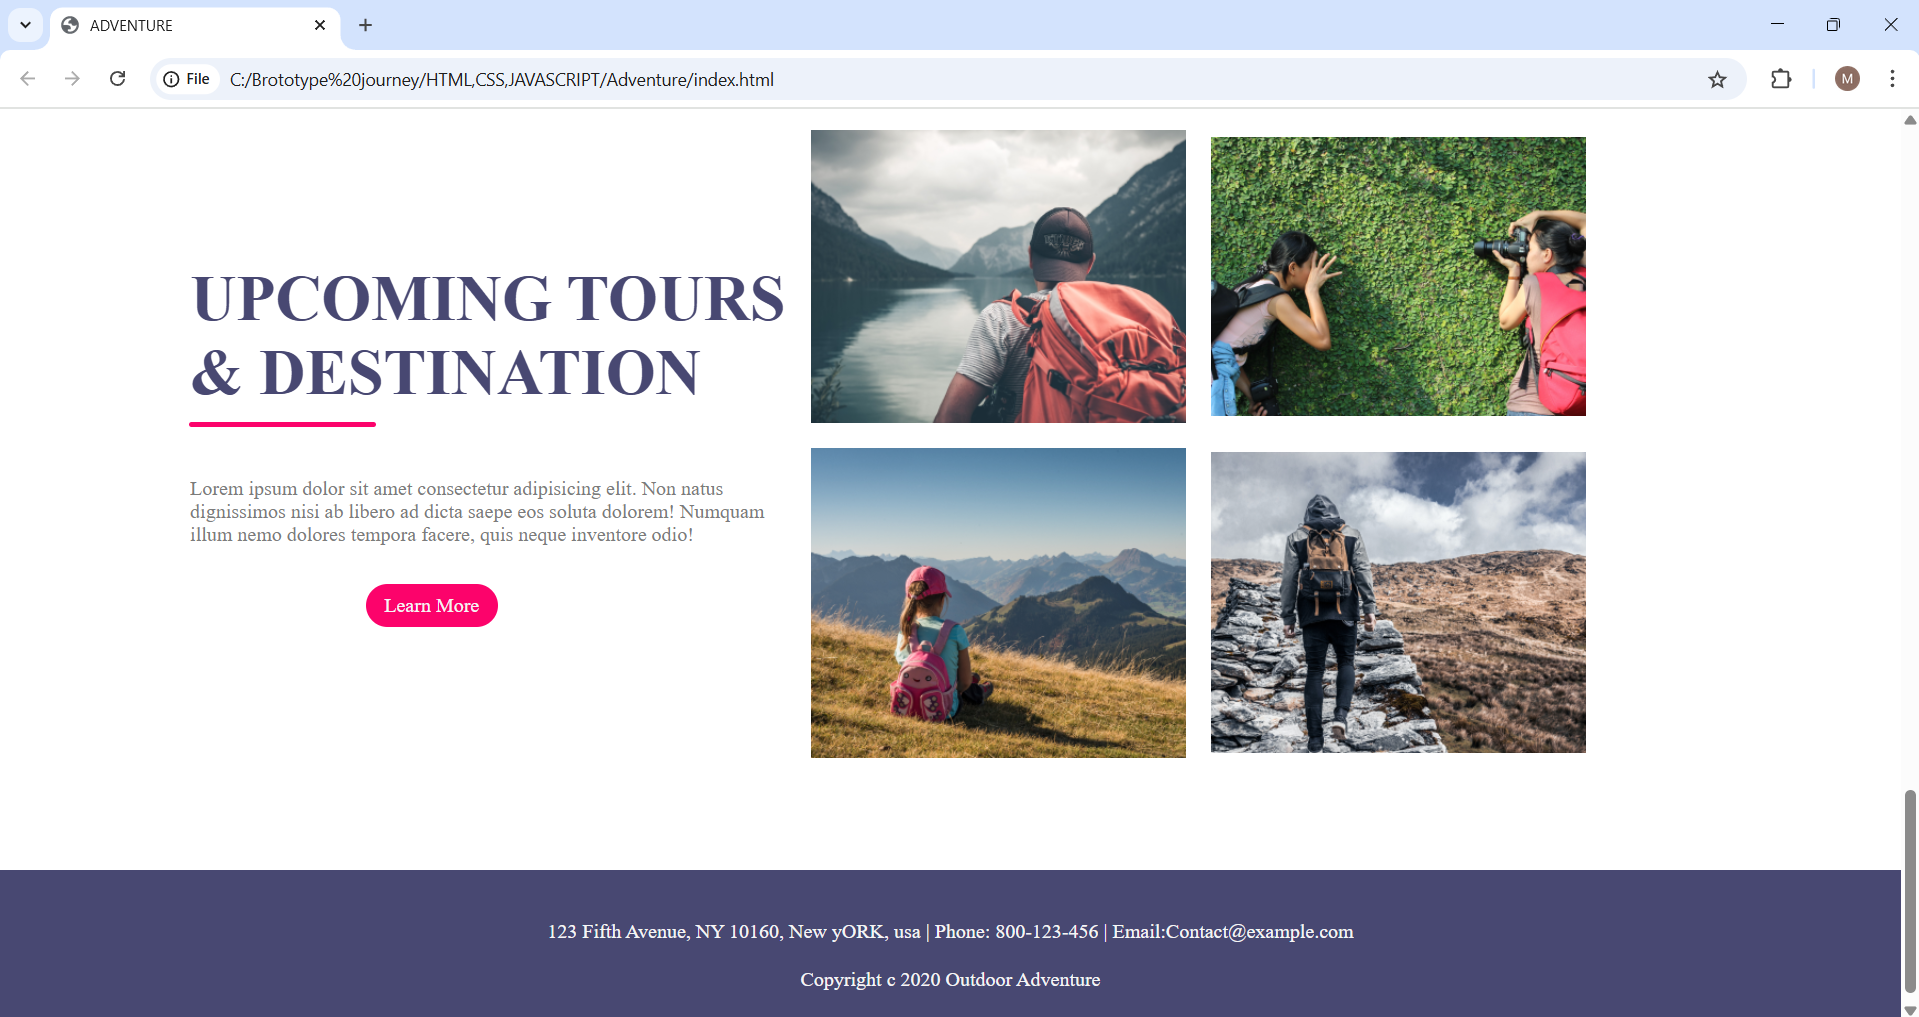 ADVENTURE
File
C:/Brototype%20journey/HTML,CSS,JAVASCRIPT/Adventure/index.html
M
UPCOMING TOURS
& DESTINATION
Lorem ipsum dolor sit amet consectetur adipisicing elit. Non natus
dignissimos nisi ab libero ad dicta saepe eos soluta dolorem! Numquam
illum nemo dolores tempora facere, quis neque inventore odio!
Learn More
123 Fifth Avenue, NY 10160, New yORK, usa | Phone: 800-123-456 | Email:Contact@example.com
Copyright c 2020 Outdoor Adventure